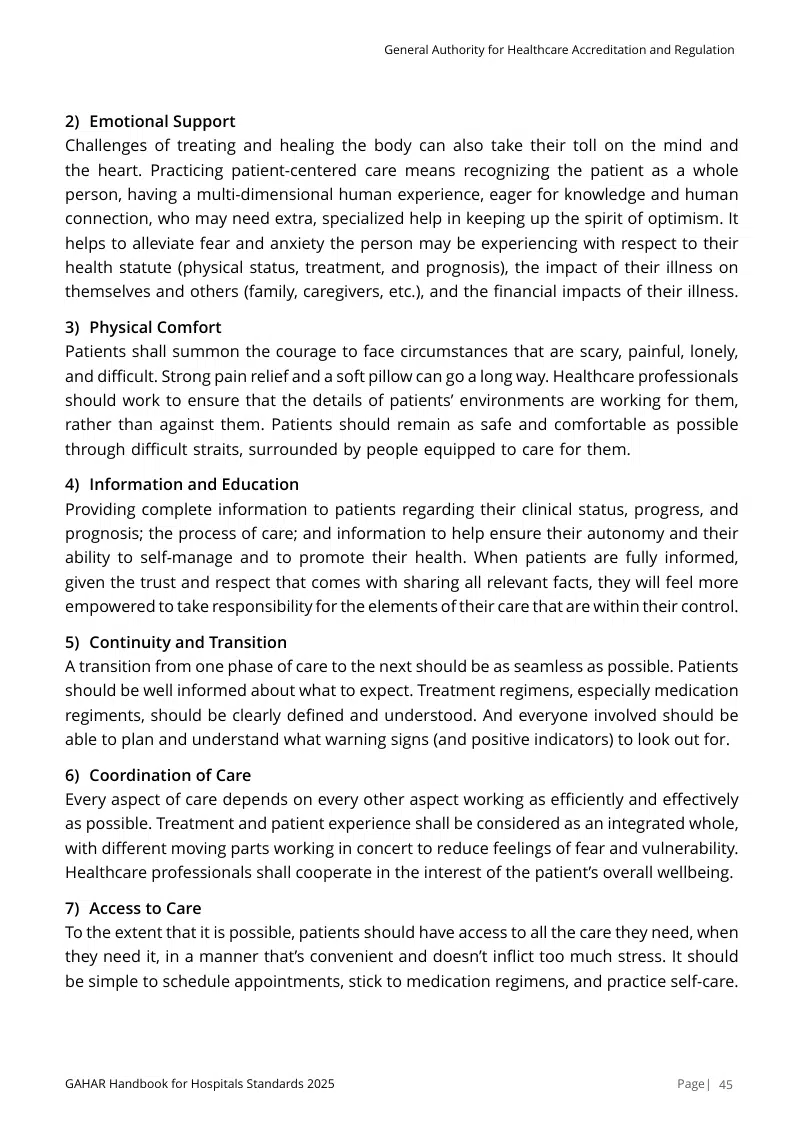 General Authority for Healthcare Accreditation and Regulation
2) Emotional Support
Challenges of treating and healing the body can also take their toll on the mind and
the heart. Practicing patient-centered care means recognizing the patient as a whole
person, having a multi-dimensional human experience, eager for knowledge and human
connection, who may need extra, specialized help in keeping up the spirit of optimism. It
helps to alleviate fear and anxiety the person may be experiencing with respect to their
health statute (physical status, treatment, and prognosis), the impact of their illness on
themselves and others (family, caregivers, etc.), and the financial impacts of their illness.
3) Physical Comfort
Patients shall summon the courage to face circumstances that are scary, painful, lonely,
and difficult. Strong pain relief and a soft pillow can go a long way. Healthcare professionals
should work to ensure that the details of patients’ environments are working for them,
rather than against them. Patients should remain as safe and comfortable as possible
through difficult straits, surrounded by people equipped to care for them.
4) Information and Education
Providing complete information to patients regarding their clinical status, progress, and
prognosis; the process of care; and information to help ensure their autonomy and their
ability to self-manage and to promote their health. When patients are fully informed,
given the trust and respect that comes with sharing all relevant facts, they will feel more
empowered to take responsibility for the elements of their care that are within their control.
5) Continuity and Transition
A transition from one phase of care to the next should be as seamless as possible. Patients
should be well informed about what to expect. Treatment regimens, especially medication
regiments, should be clearly defined and understood. And everyone involved should be
able to plan and understand what warning signs (and positive indicators) to look out for.
6) Coordination of Care
Every aspect of care depends on every other aspect working as efficiently and effectively
as possible. Treatment and patient experience shall be considered as an integrated whole,
with different moving parts working in concert to reduce feelings of fear and vulnerability.
Healthcare professionals shall cooperate in the interest of the patient’s overall wellbeing.
7) Access to Care
To the extent that it is possible, patients should have access to all the care they need, when
they need it, in a manner that’s convenient and doesn’t inflict too much stress. It should
be simple to schedule appointments, stick to medication regimens, and practice self-care.
GAHAR Handbook for Hospitals Standards 2025
Page| 45